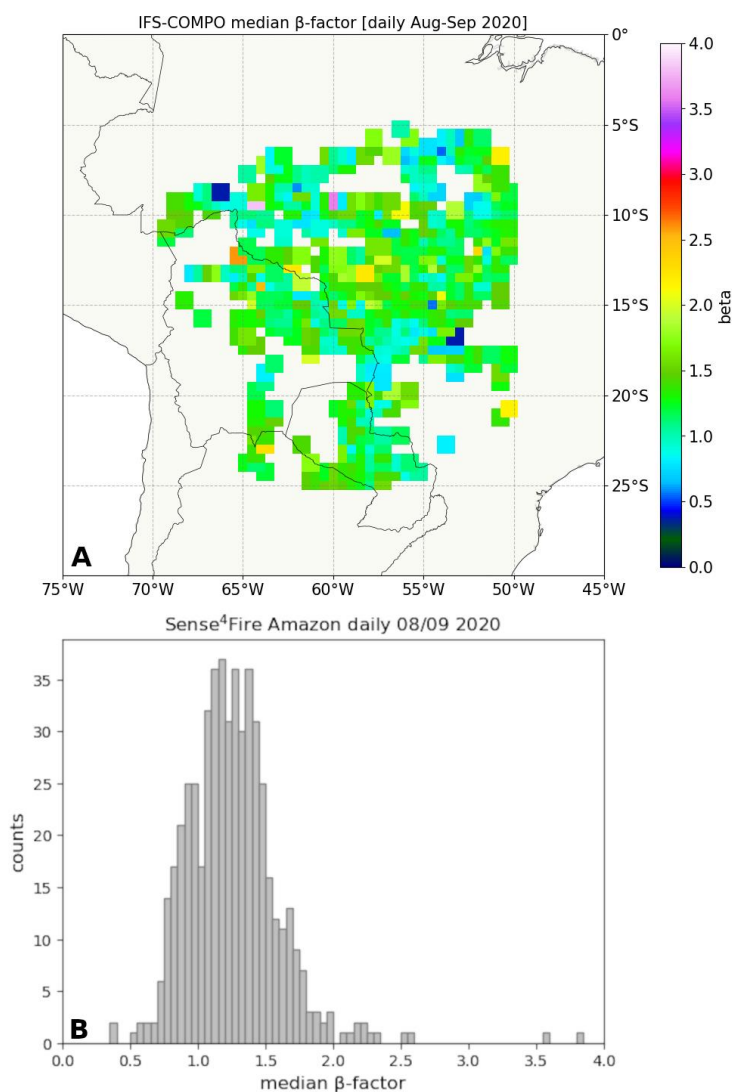 IFS-COMPO median β-factor [daily Aug-Sep 2020]
0°
5°S
10°S
15°S
20°S
25°S
75°W 70°W 65°W 60°W 55°W 50°W 45°W
A
4.0
3.5
3.0
2.5
2.0
1.5
1.0
0.5
0.0
beta
Sense⁴Fire Amazon daily 08/09 2020
35
30
25
20
15
10
5
0
counts
B
0.0 0.5 1.0 1.5 2.0 2.5 3.0 3.5 4.0
median β-factor